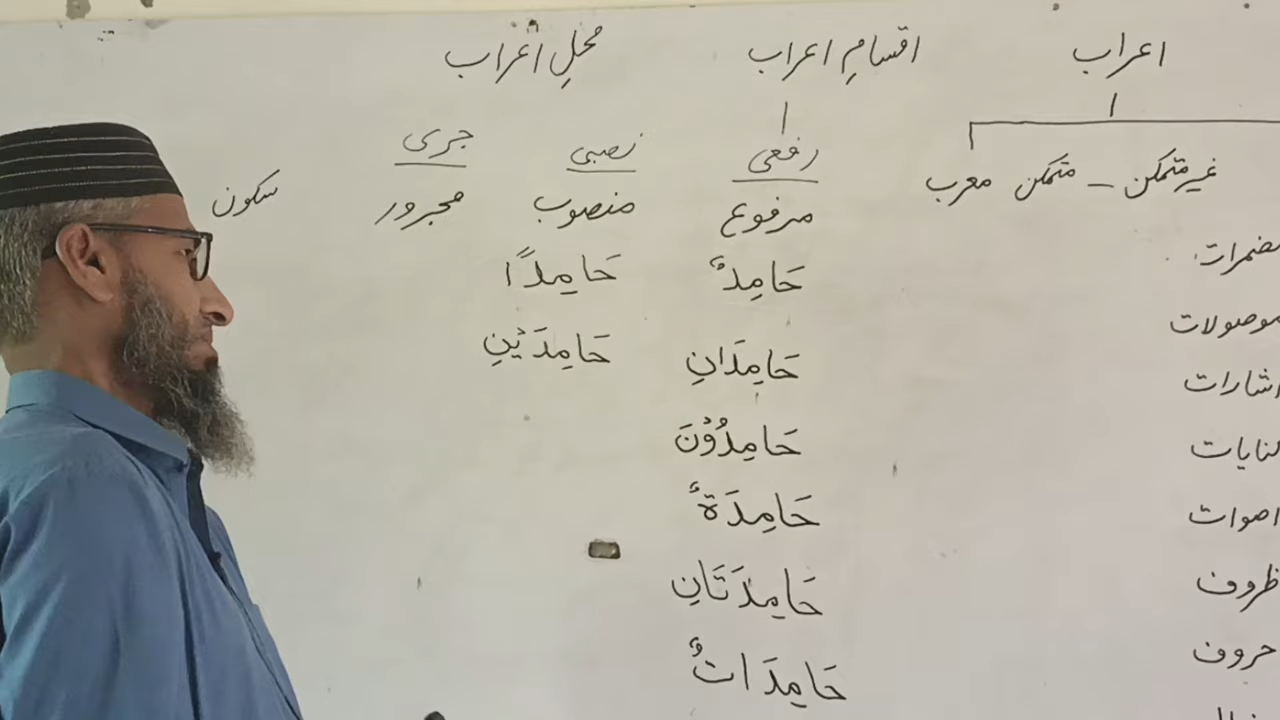 اعراب اقسامِ اعراب محلِ اعراب
غیر متمکن – متمکن معرب رفعی نصبی جری
مرفوع منصوب مجرور سکون
مضمرات حَامِدٌ حَامِدًا
موصولات حَامِدَانِ حَامِدَيْنِ
اشارات
کنایات حَامِدُوْنَ
اصوات حَامِدَةٌ
ظروف حَامِدَتَانِ
حروف حَامِدَاتٌ